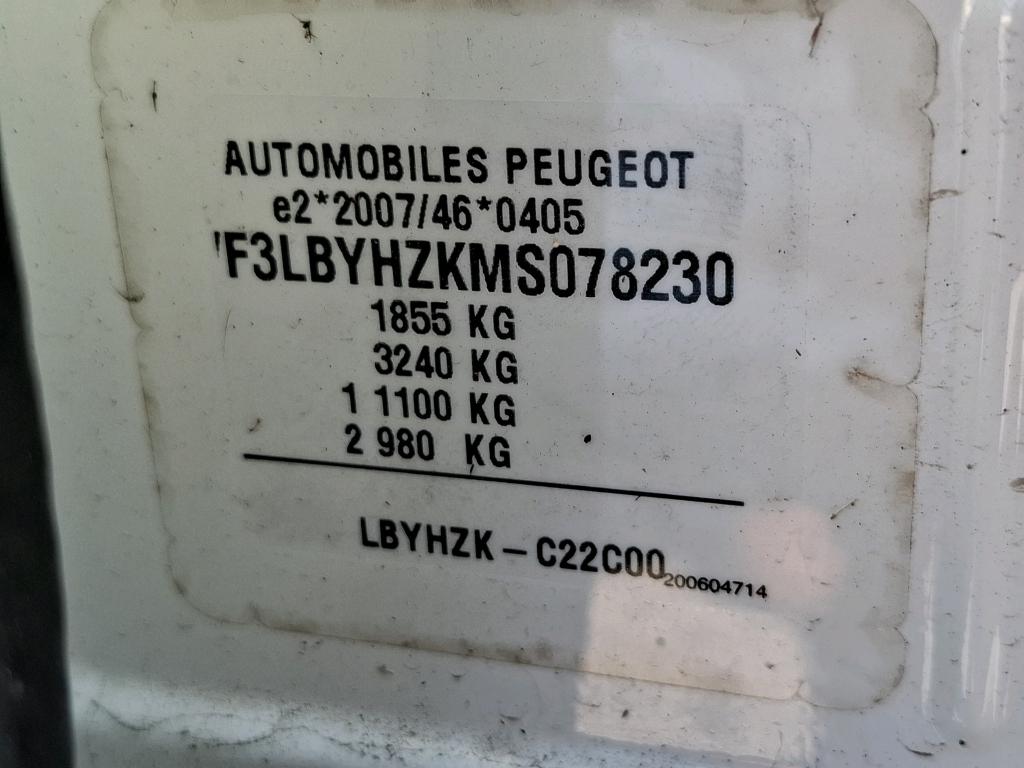 AUTOMOBILES PEUGEOT
e2*2007/46*0405
VF3LBYHZKMS078230
1855 KG
3240 KG
1 1100 KG
2 980 KG
LBYHZK – C22C00
200604714